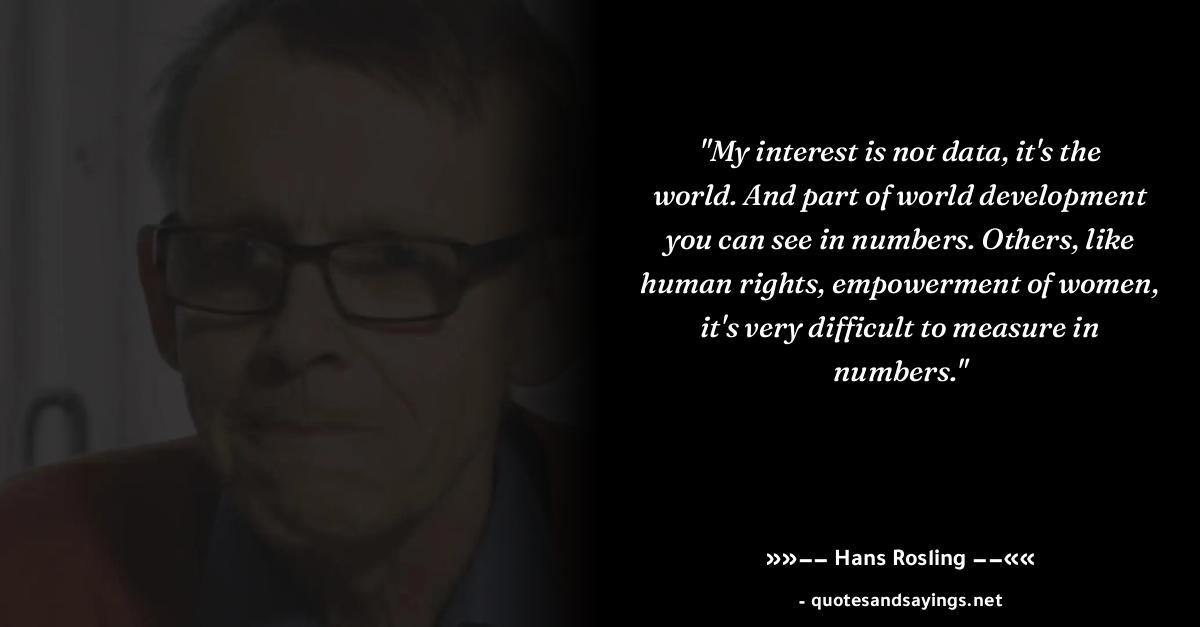 "My interest is not data, it's the
world. And part of world development
you can see in numbers. Others, like
human rights, empowerment of women,
it's very difficult to measure in
numbers."
»»−− Hans Rosling −−««
- quotesandsayings.net